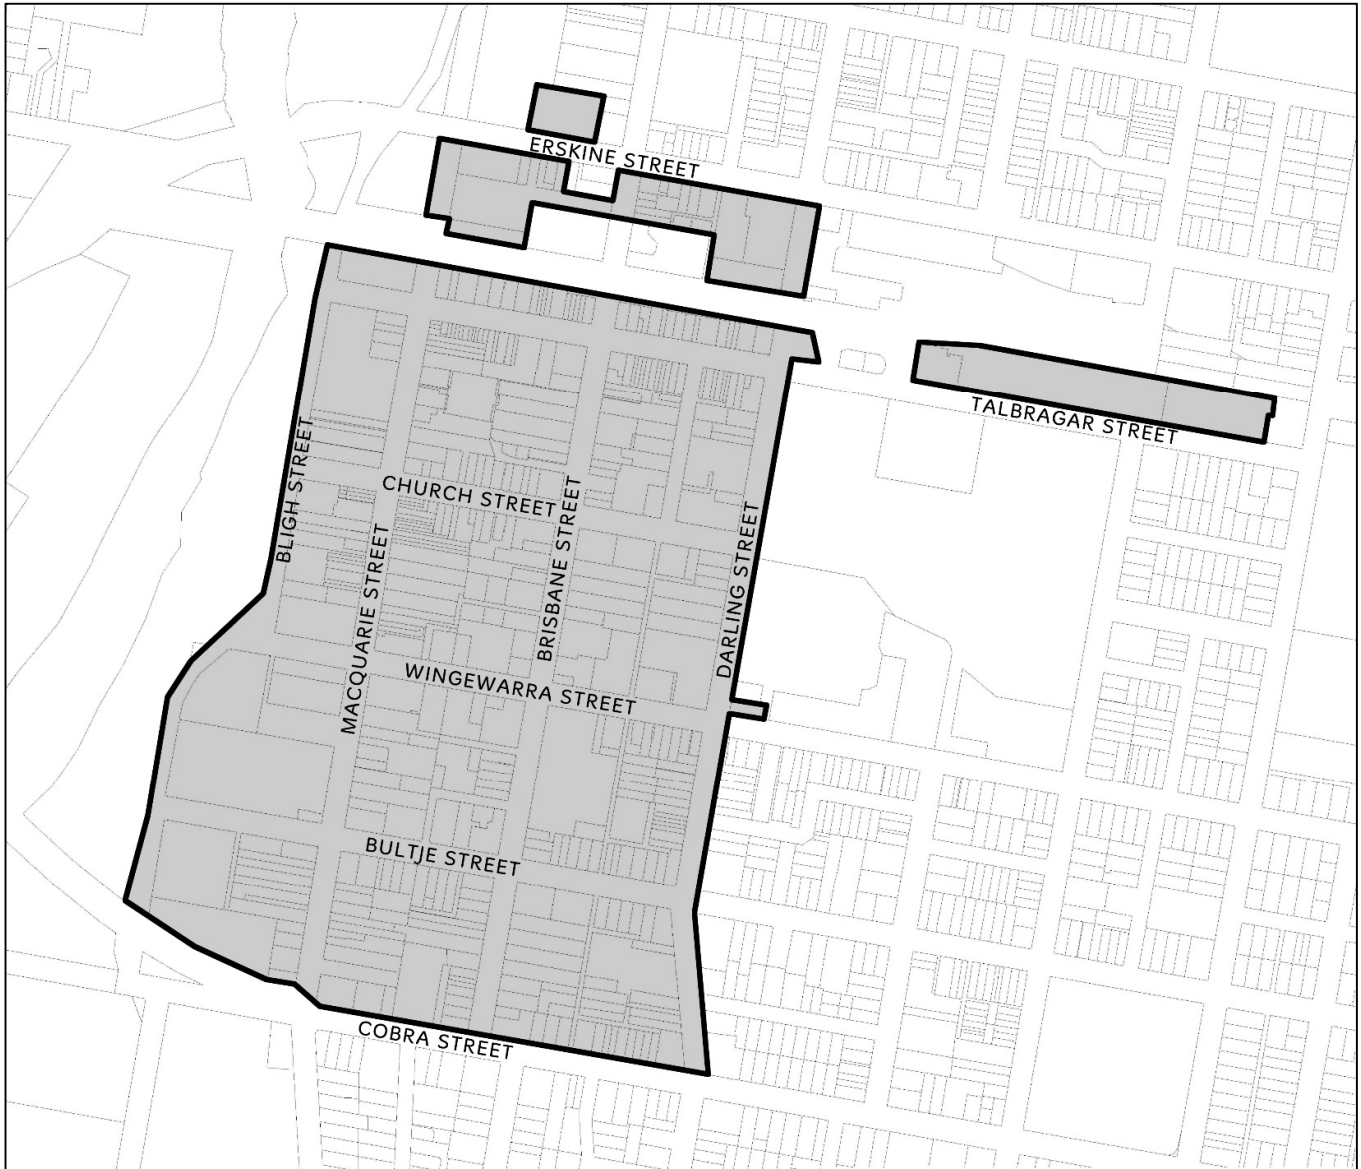 ERSKINE STREET
TALBRAGAR STREET
BLIGH STREET
CHURCH STREET
BRISBANE STREET
DARLING STREET
MACQUARIE STREET
WINGEWARRA STREET
BULTJE STREET
COBRA STREET